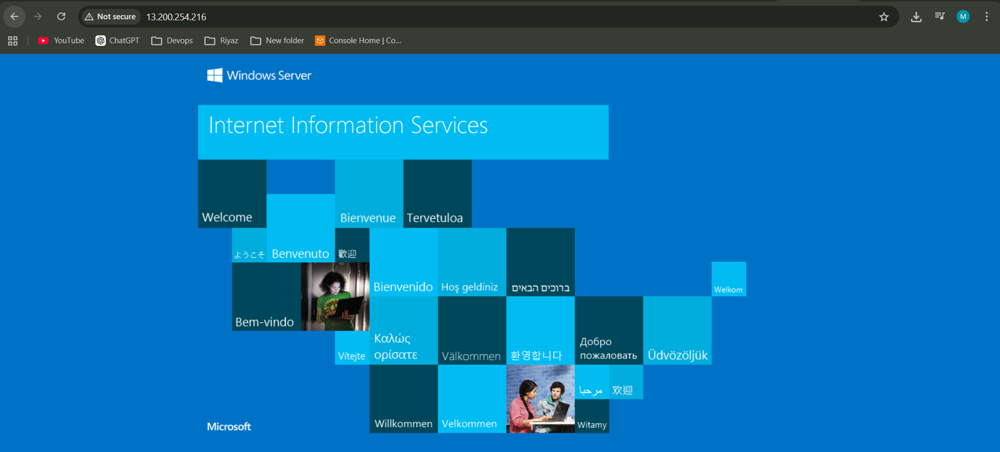 Not secure
13.200.254.216
M
YouTube
ChatGPT
Devops
Riyaz
New folder
Console Home | Co...
Windows Server
Internet Information Services
Welcome
Bienvenue
Tervetuloa
ようこそ
Benvenuto
歡迎
Bienvenido
Hoş geldiniz
ברוכים הבאים
Welkom
Bem-vindo
Vítejte
Καλώς
ορίσατε
Välkommen
환영합니다
Добро
пожаловать
Üdvözöljük
مرحبا
欢迎
Willkommen
Velkommen
Witamy
Microsoft